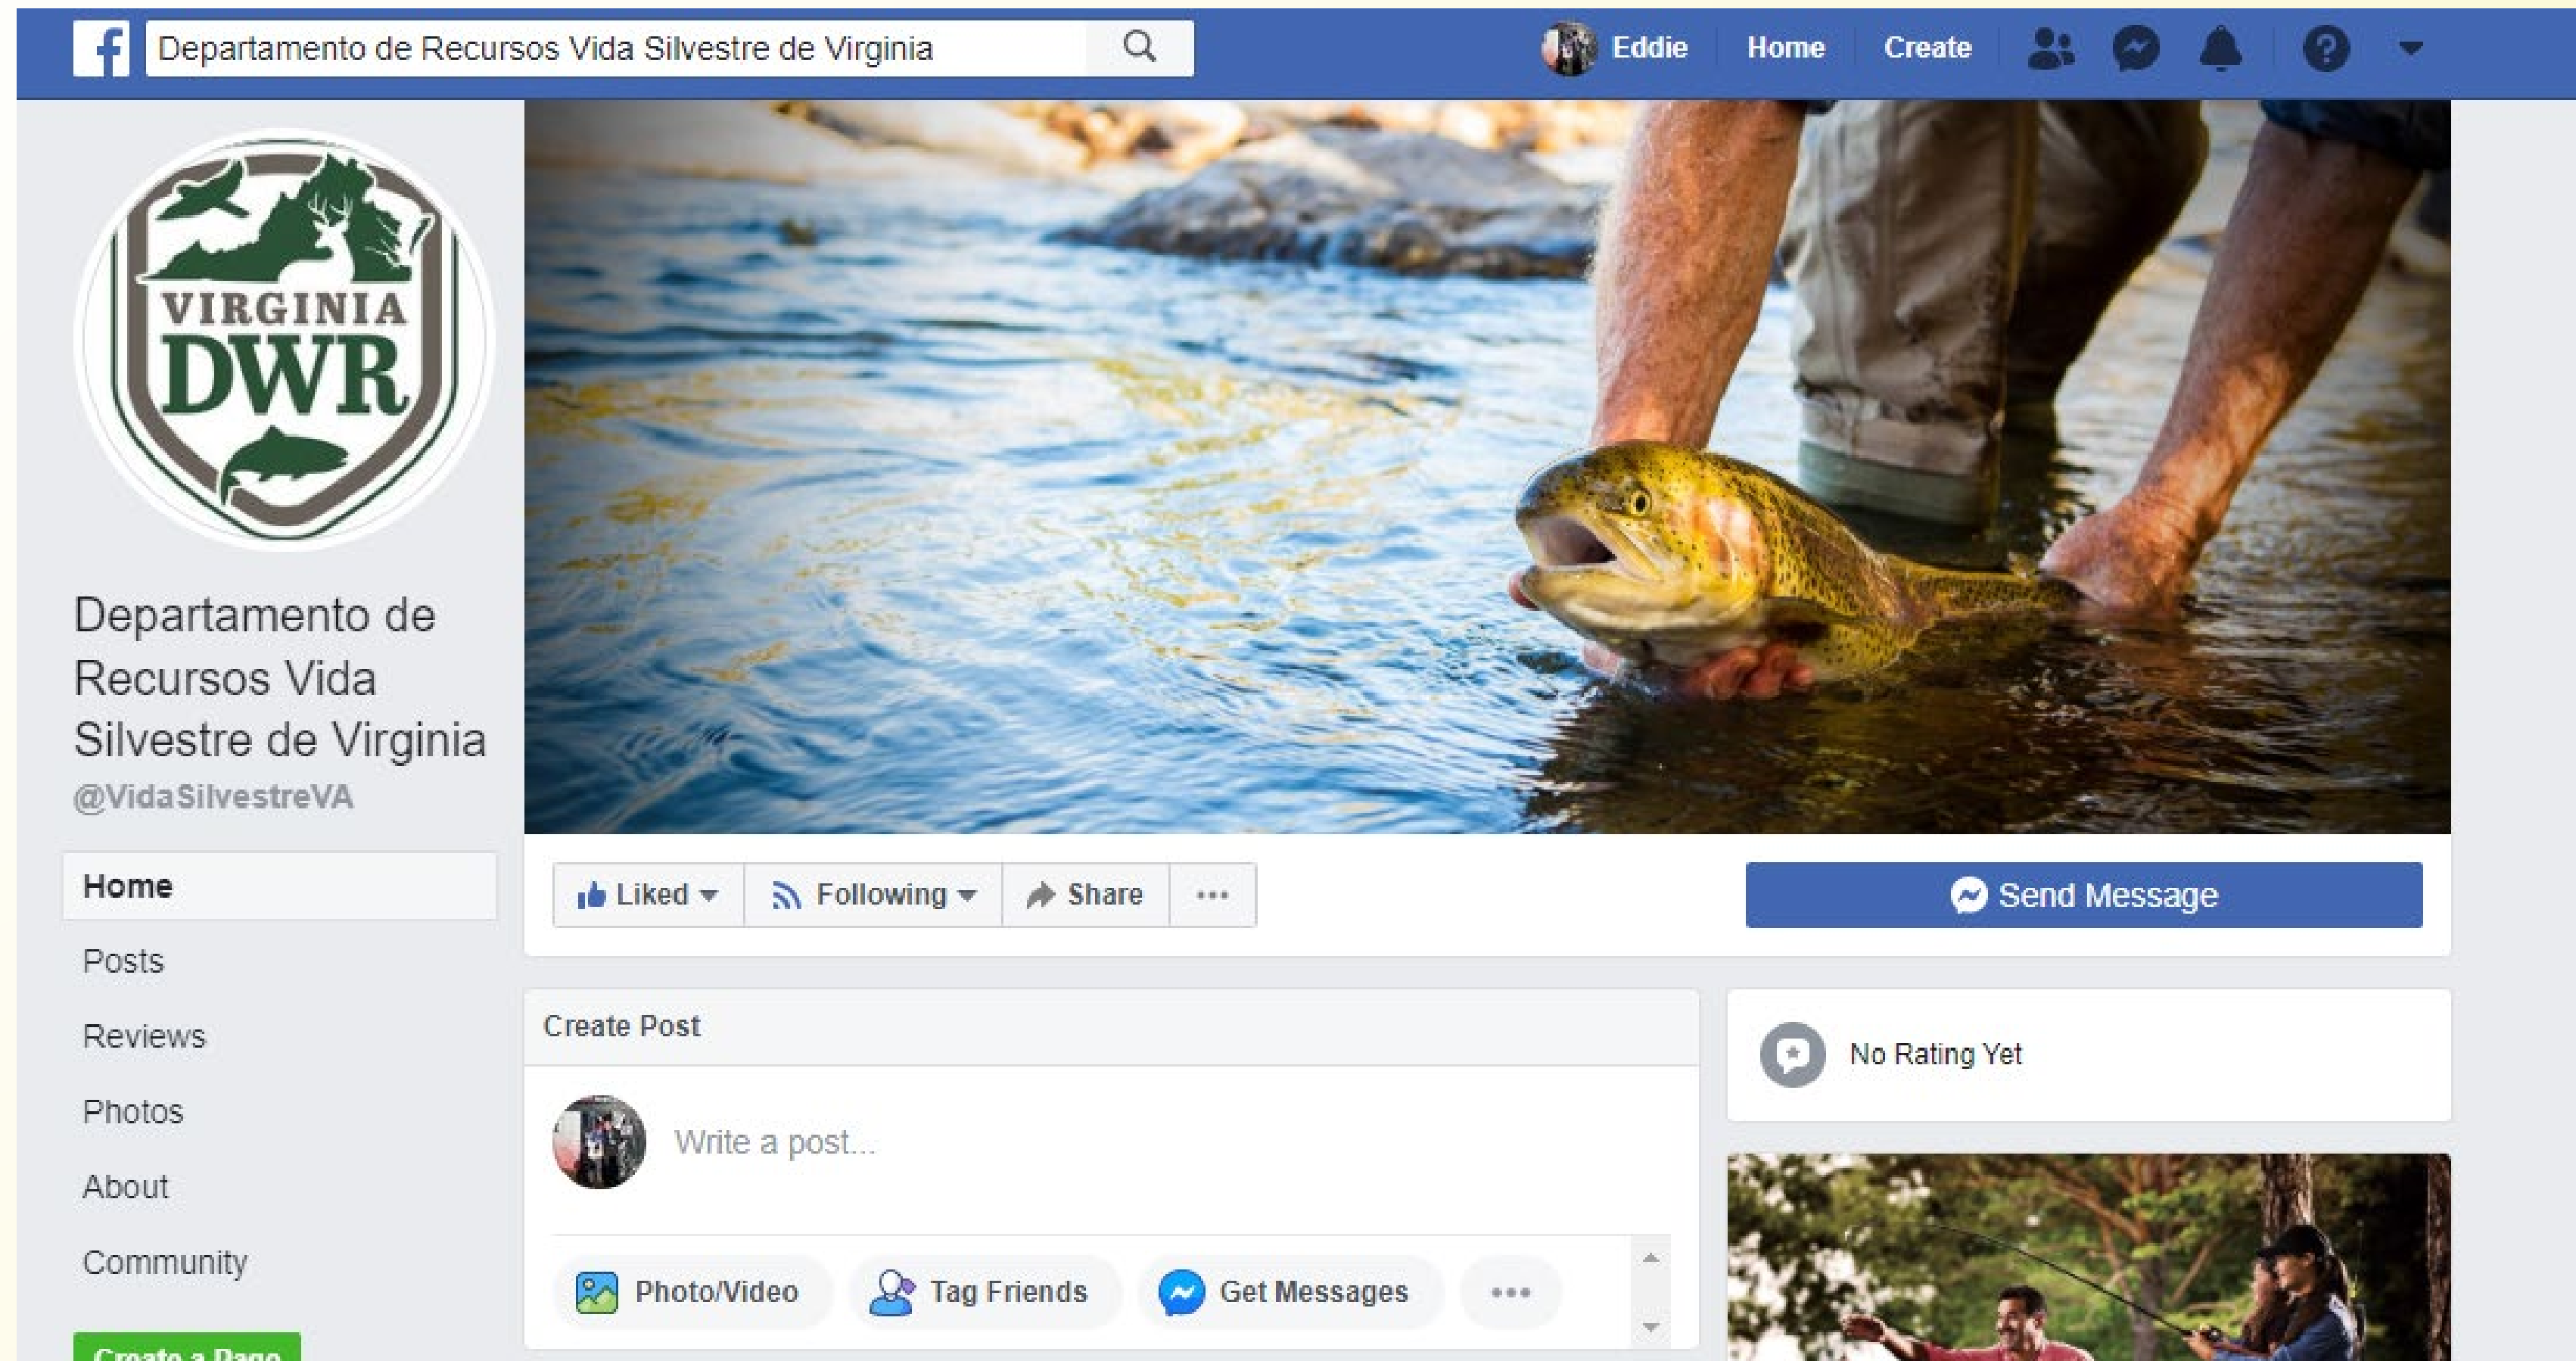 Departamento de Recursos Vida Silvestre de Virginia
Eddie Home Create
VIRGINIA
DWR
Departamento de
Recursos Vida
Silvestre de Virginia
@VidaSilvestreVA
Home
Posts
Reviews
Photos
About
Community
Create a Page
Liked Following Share
Send Message
Create Post
Write a post...
Photo/Video Tag Friends Get Messages
No Rating Yet